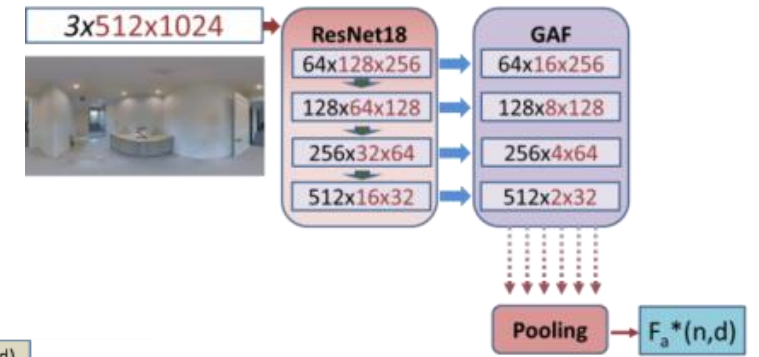 3x512x1024
ResNet18
64x128x256
128x64x128
256x32x64
512x16x32
GAF
64x16x256
128x8x128
256x4x64
512x2x32
Pooling
Fₐ*(n,d)
d)